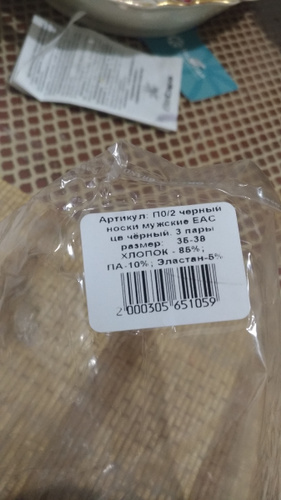 Артикул: П0/2 черный
носки мужские ЕАС
цв чёрный. 3 пары
размер: 35-38
ХЛОПОК - 85%;
ПА-10%; Эластан-5%
2 000305 651059